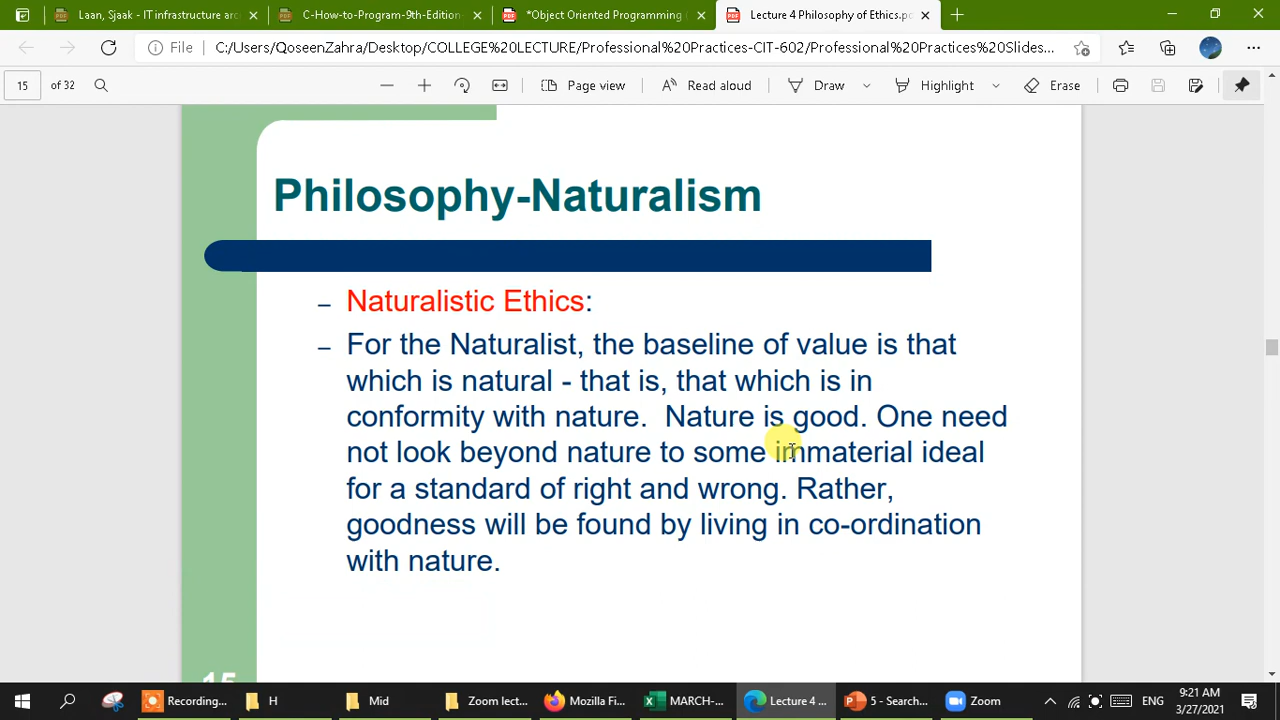 Laan, Sjaak - IT infrastructure arc
C-How-to-Program-9th-Edition-
*Object Oriented Programming (
Lecture 4 Philosophy of Ethics.pd
File
C:/Users/QoseenZahra/Desktop/COLLEGE%20LECTURE/Professional%20Practices-CIT-602/Professional%20Practices%20Slides...
15 of 32
Page view
Read aloud
Draw
Highlight
Erase
Philosophy-Naturalism
– Naturalistic Ethics:
– For the Naturalist, the baseline of value is that
which is natural - that is, that which is in
conformity with nature.  Nature is good. One need
not look beyond nature to some immaterial ideal
for a standard of right and wrong. Rather,
goodness will be found by living in co-ordination
with nature.
15
Recording...
H
Mid
Zoom lect...
Mozilla Fi...
MARCH-...
Lecture 4 ...
5 - Search...
Zoom
ENG
9:21 AM
3/27/2021